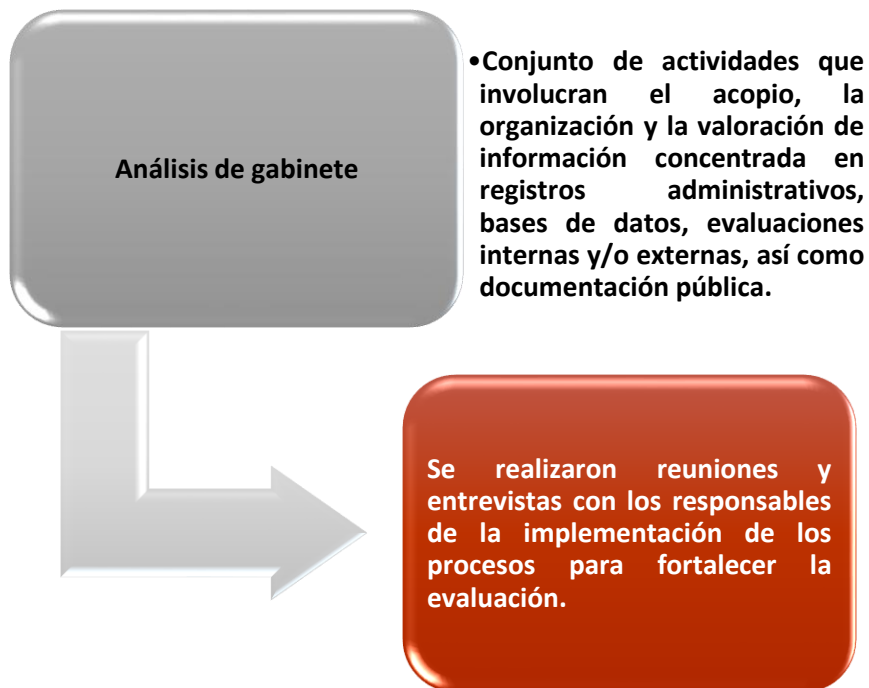 Análisis de gabinete
•Conjunto de actividades que
involucran el acopio, la
organización y la valoración de
información concentrada en
registros administrativos,
bases de datos, evaluaciones
internas y/o externas, así como
documentación pública.
Se realizaron reuniones y
entrevistas con los responsables
de la implementación de los
procesos para fortalecer la
evaluación.